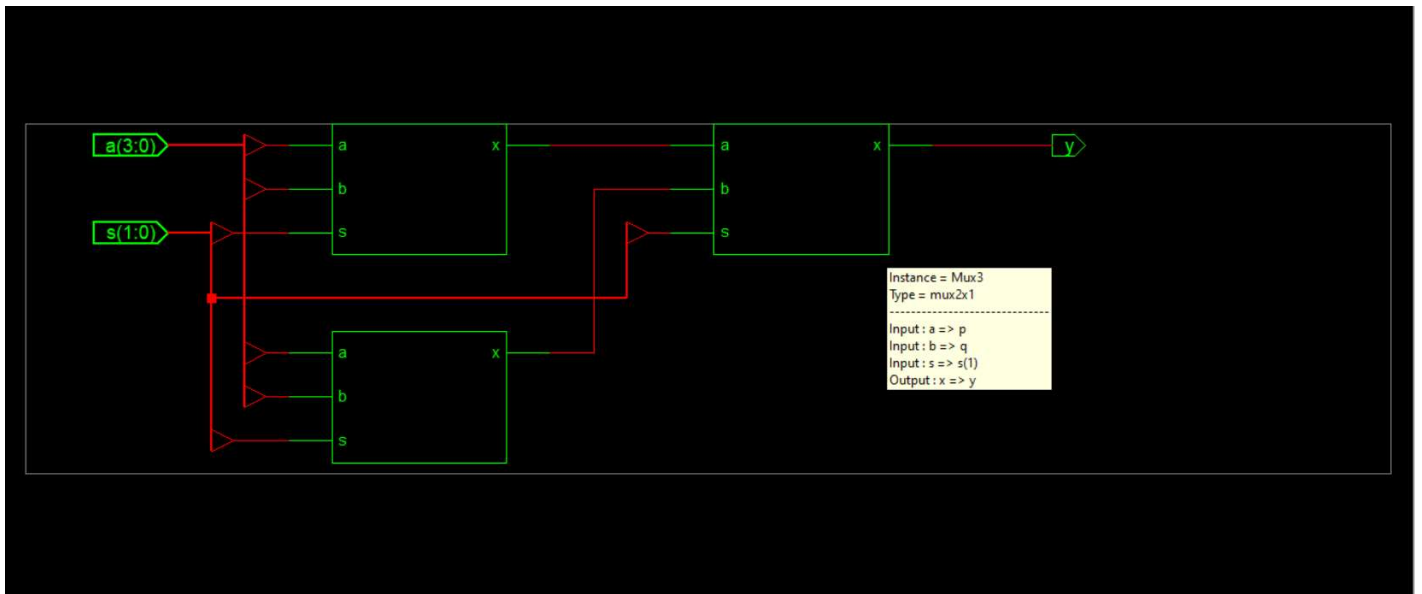 a(3:0)
a
x
a
x
y
b
b
s(1:0)
s
s
Instance = Mux3
Type = mux2x1
--------------------------------
Input : a => p
Input : b => q
Input : s => s(1)
Output : x => y
a
x
b
s